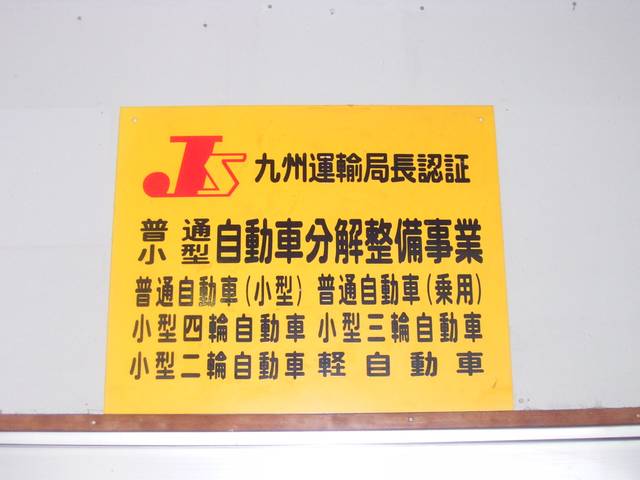 JS 九州運輸局長認証
普通
小型 自動車分解整備事業
普通自動車(小型) 普通自動車(乗用)
小型四輪自動車 小型三輪自動車
小型二輪自動車 軽自動車